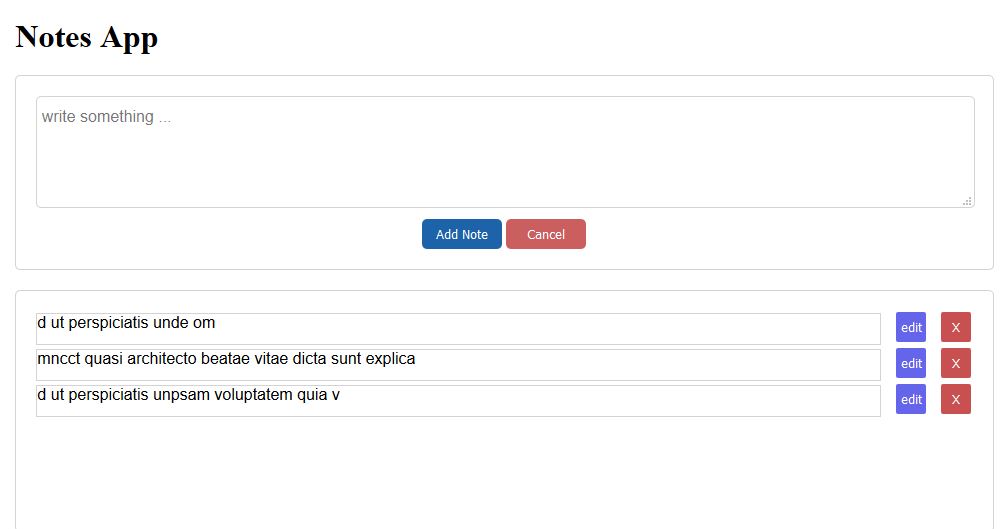 Notes App
write something ...
Add Note Cancel
d ut perspiciatis unde om edit X
mncct quasi architecto beatae vitae dicta sunt explica edit X
d ut perspiciatis unpsam voluptatem quia v edit X